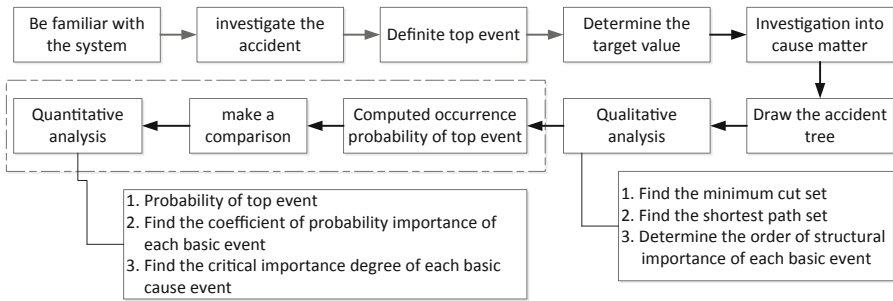 Be familiar with
the system
investigate the
accident
Definite top event
Determine the
target value
Investigation into
cause matter
Quantitative
analysis
make a
comparison
Computed occurrence
probability of top event
Qualitative
analysis
Draw the accident
tree
1. Probability of top event
2. Find the coefficient of probability importance of
each basic event
3. Find the critical importance degree of each basic
cause event
1. Find the minimum cut set
2. Find the shortest path set
3. Determine the order of structural
importance of each basic event